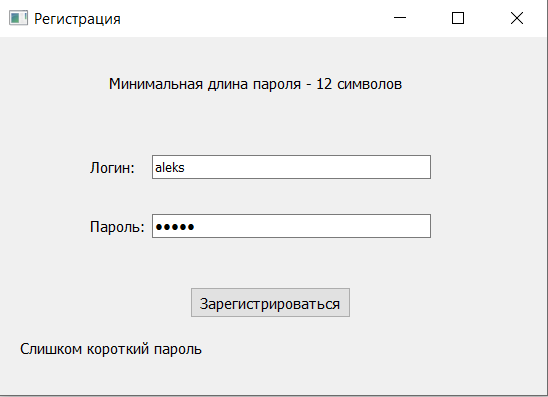 Регистрация
Минимальная длина пароля - 12 символов
Логин: aleks
Пароль: •••••
Зарегистрироваться
Слишком короткий пароль